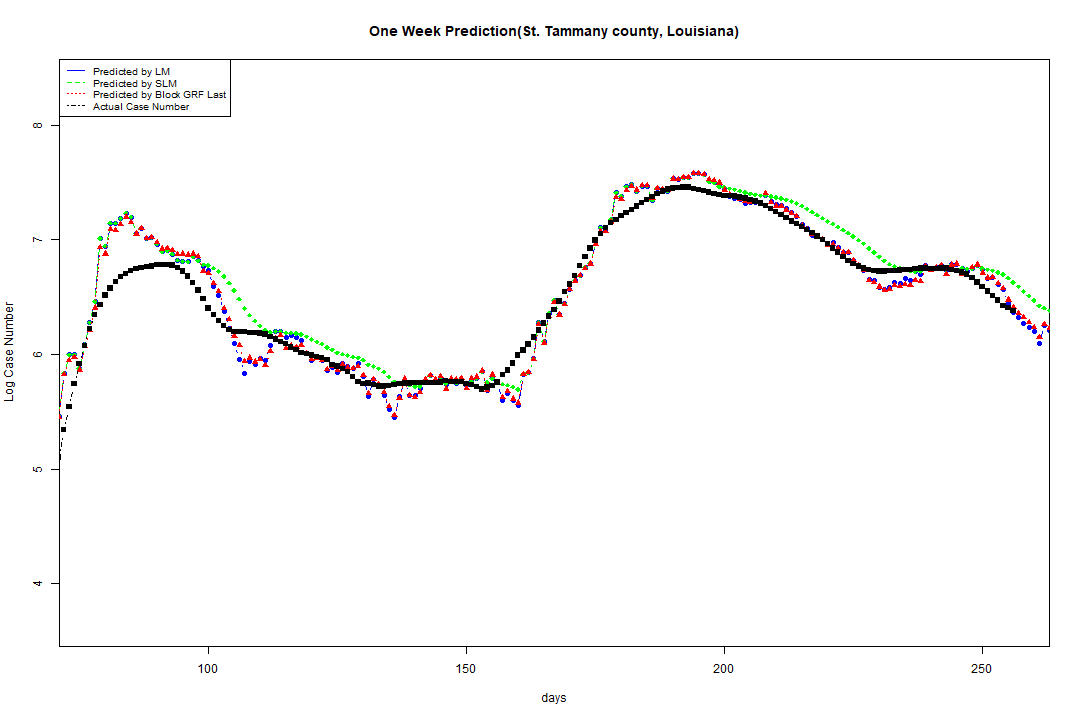 One Week Prediction(St. Tammany county, Louisiana)
Predicted by LM
Predicted by SLM
Predicted by Block GRF Last
Actual Case Number
8
7
6
5
4
Log Case Number
100 150 200 250
days